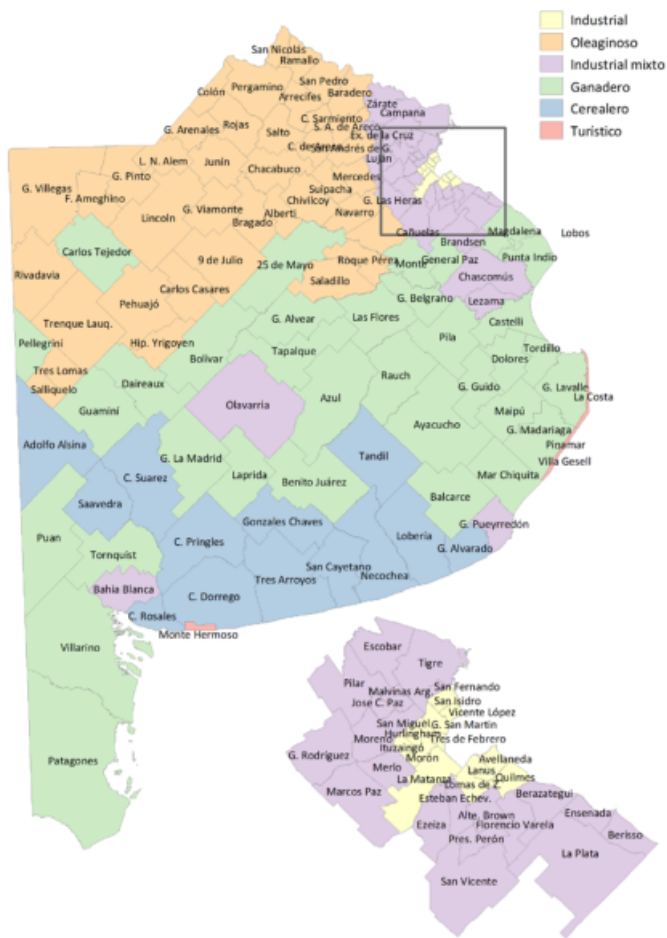 Industrial
Oleaginoso
Industrial mixto
Ganadero
Cerealero
Turístico
San Nicolás
Ramallo
San Pedro
Colón
Pergamino
Baradero
Arrecifes
Zárate
Campana
C. Sarmiento
G. Arenales
Rojas
Salto
S. A. de Areco
Ex. de la Cruz
San Andrés de G.
Luján
L. N. Alem
Junín
Chacabuco
Mercedes
G. Pinto
G. Villegas
F. Ameghino
Suipacha
Chivilcoy
G. Las Heras
Lincoln
G. Viamonte
Alberti
Navarro
Bragado
Cañuelas
Magdalena
Lobos
Brandsen
Carlos Tejedor
9 de Julio
25 de Mayo
Roque Pérez
Monte
General Paz
Punta Indio
Rivadavia
Saladillo
Chascomús
Carlos Casares
Pehuajó
G. Belgrano
Lezama
Trenque Lauq.
G. Alvear
Las Flores
Castelli
Pellegrini
Hip. Yrigoyen
Pila
Tordillo
Bolivar
Tapalque
Dolores
Tres Lomas
Salliquelo
Daireaux
Rauch
G. Guido
G. Lavalle
La Costa
Guaminí
Olavarria
Azul
Maipú
Ayacucho
G. Madariaga
Adolfo Alsina
Pinamar
G. La Madrid
Tandil
Villa Gesell
C. Suarez
Laprida
Benito Juárez
Mar Chiquita
Saavedra
Balcarce
Gonzales Chaves
G. Pueyrredón
Puan
C. Pringles
Lobería
G. Alvarado
Tornquist
San Cayetano
Necochea
Tres Arroyos
Bahia Blanca
C. Dorrego
C. Rosales
Monte Hermoso
Villarino
Patagones
Escobar
Tigre
Pilar
Malvinas Arg.
San Fernando
Jose C. Paz
San Isidro
Vicente López
San Miguel
G. San Martín
Hurlingham
Tres de Febrero
Moreno
Ituzaingó
G. Rodríguez
Morón
Avellaneda
Merlo
Lanus
Quilmes
La Matanza
Lomas de Z.
Marcos Paz
Esteban Echev.
Berazategui
Alte. Brown
Ensenada
Ezeiza
Florencio Varela
Berisso
Pres. Perón
La Plata
San Vicente